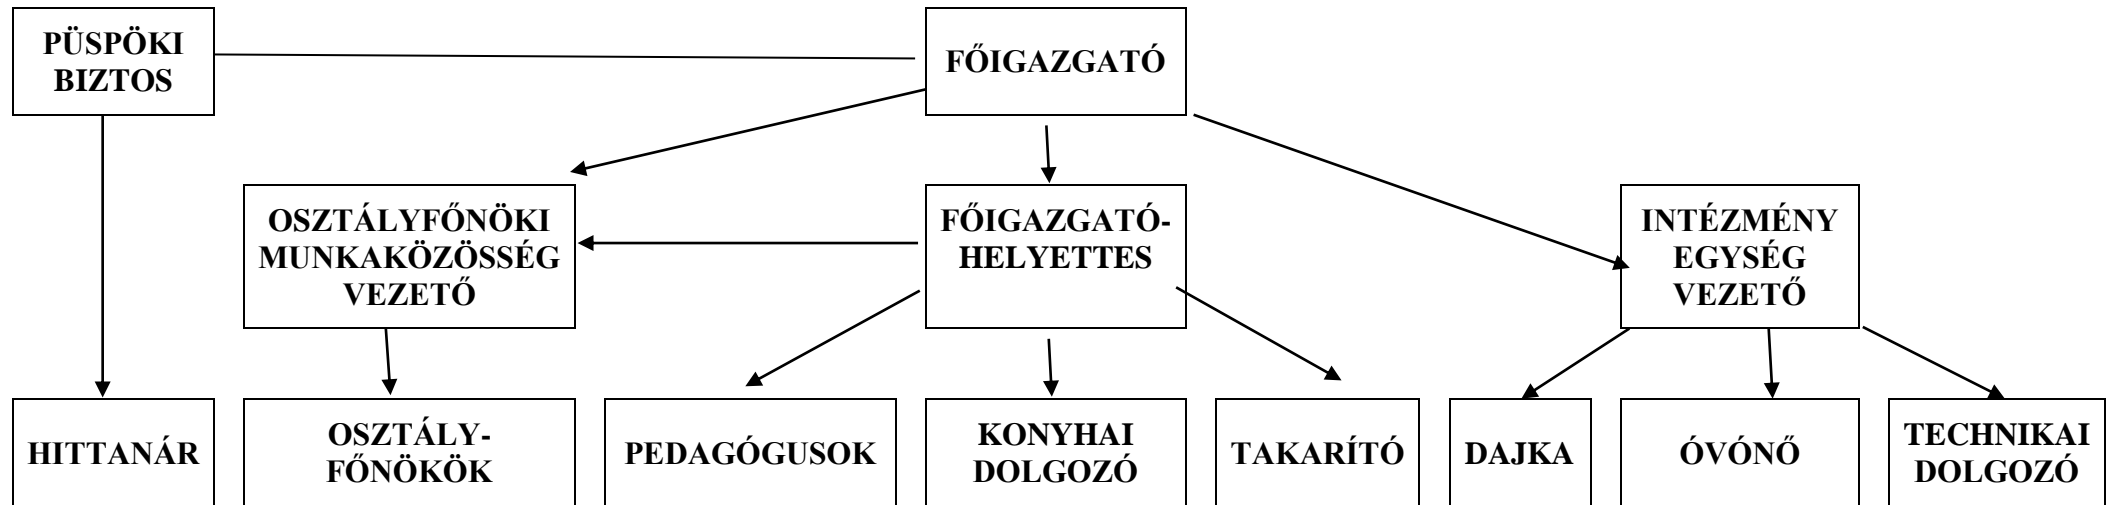 PÜSPÖKI
BIZTOS
FŐIGAZGATÓ
OSZTÁLYFŐNÖKI
MUNKAKÖZÖSSÉG
VEZETŐ
FŐIGAZGATÓ-
HELYETTES
INTÉZMÉNY
EGYSÉG
VEZETŐ
HITTANÁR
OSZTÁLY-
FŐNÖKÖK
PEDAGÓGUSOK
KONYHAI
DOLGOZÓ
TAKARÍTÓ
DAJKA
ÓVÓNŐ
TECHNIKAI
DOLGOZÓ